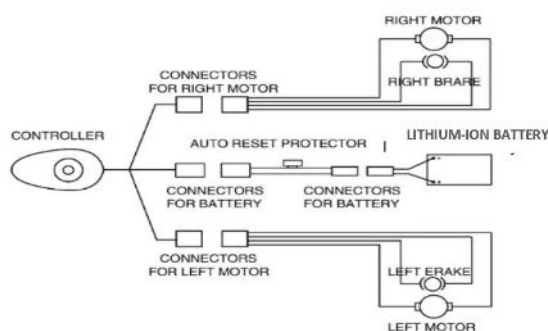 RIGHT MOTOR
RIGHT BRARE
CONNECTORS
FOR RIGHT MOTOR
CONTROLLER
AUTO RESET PROTECTOR
LITHIUM-ION BATTERY
CONNECTORS
FOR BATTERY
CONNECTORS
FOR BATTERY
CONNECTORS
FOR LEFT MOTOR
LEFT ERAKE
LEFT MOTOR